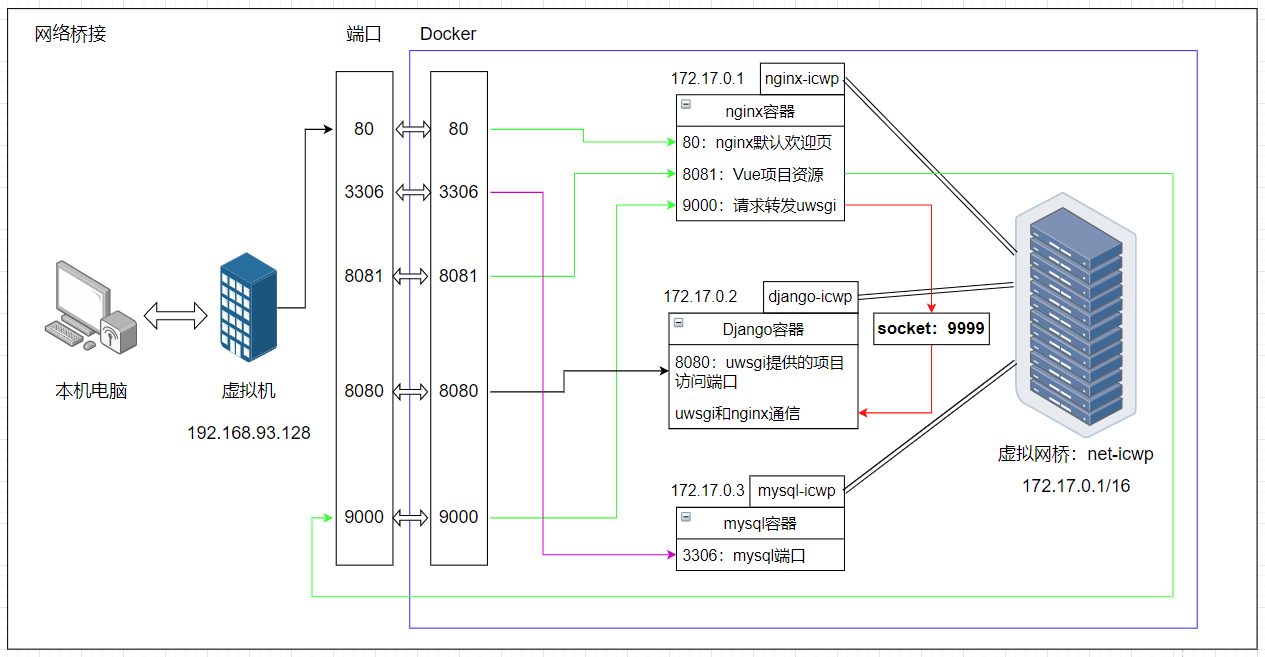 网络桥接
端口
Docker
80
80
3306
3306
8081
8081
8080
8080
9000
9000
本机电脑
虚拟机
192.168.93.128
172.17.0.1
nginx-icwp
nginx容器
80：nginx默认欢迎页
8081：Vue项目资源
9000：请求转发uwsgi
172.17.0.2
django-icwp
Django容器
8080：uwsgi提供的项目
访问端口
uwsgi和nginx通信
socket：9999
172.17.0.3
mysql-icwp
mysql容器
3306：mysql端口
虚拟网桥：net-icwp
172.17.0.1/16